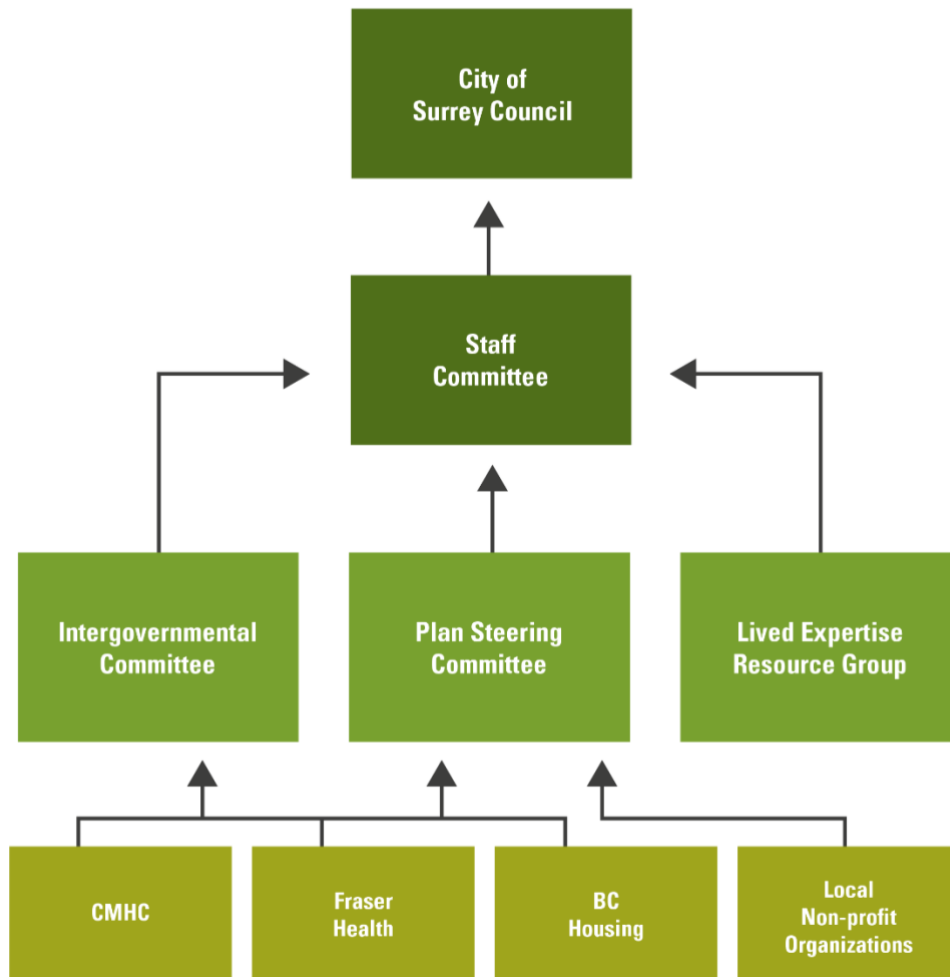 City of
Surrey Council
Staff
Committee
Intergovernmental
Committee
Plan Steering
Committee
Lived Expertise
Resource Group
CMHC
Fraser
Health
BC
Housing
Local
Non-profit
Organizations